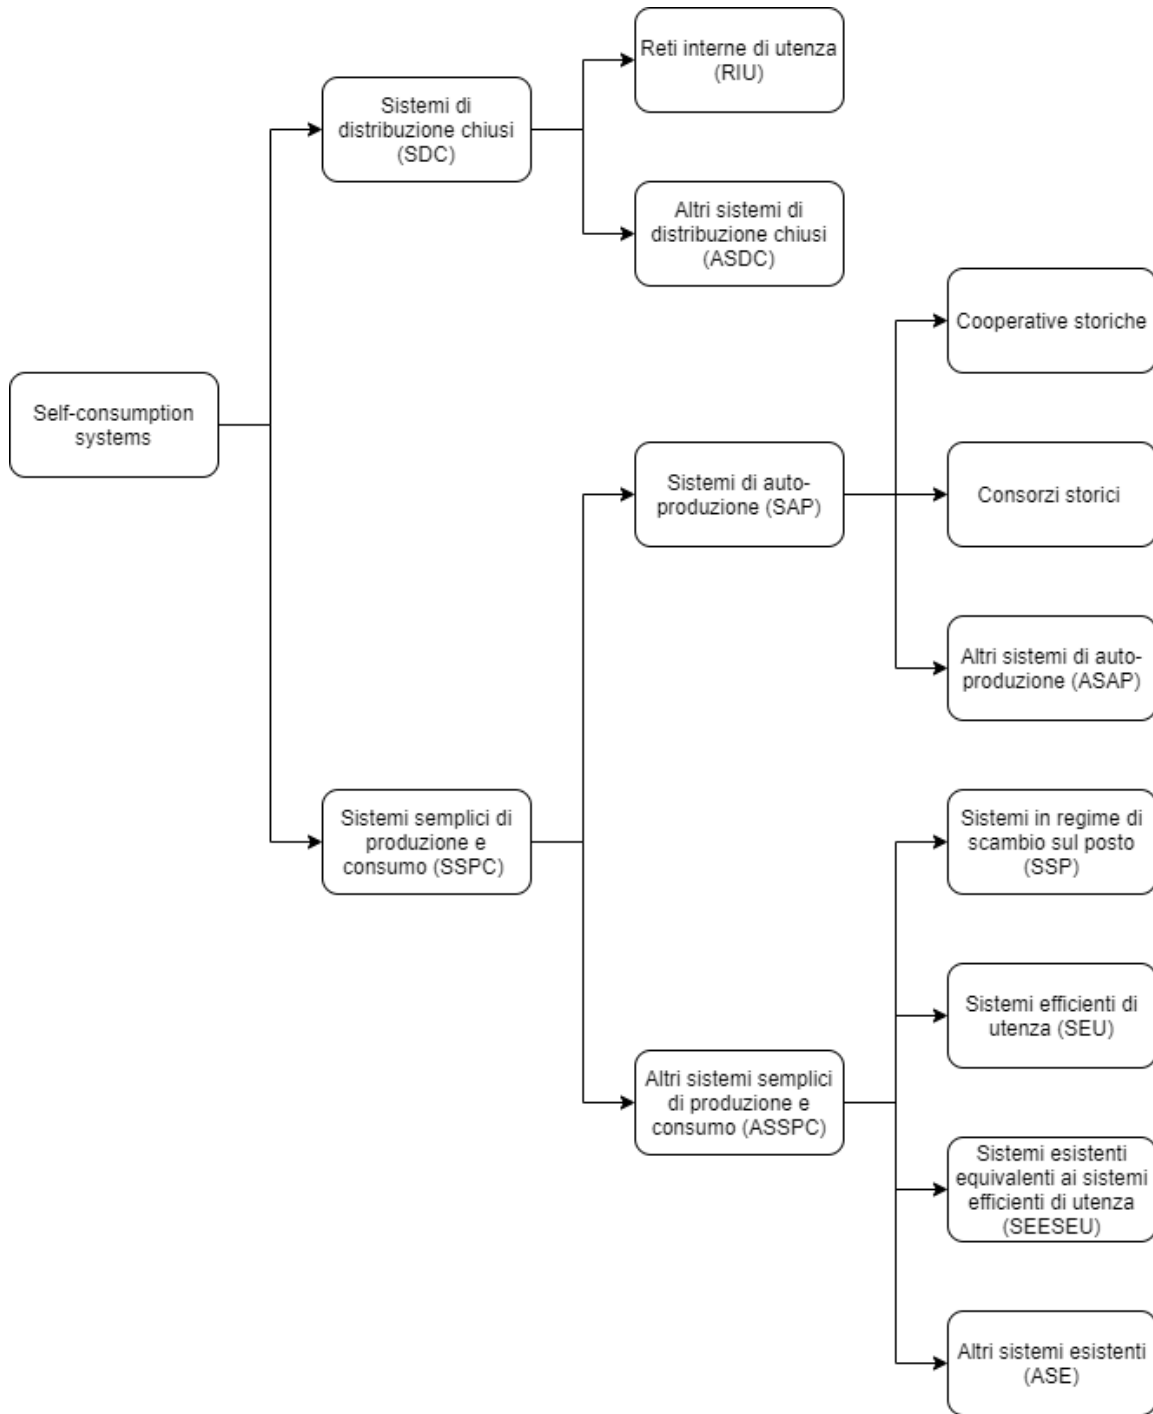 Reti interne di utenza
(RIU)
Sistemi di
distribuzione chiusi
(SDC)
Altri sistemi di
distribuzione chiusi
(ASDC)
Cooperative storiche
Self-consumption
systems
Sistemi di auto-
produzione (SAP)
Consorzi storici
Altri sistemi di auto-
produzione (ASAP)
Sistemi semplici di
produzione e
consumo (SSPC)
Sistemi in regime di
scambio sul posto
(SSP)
Sistemi efficienti di
utenza (SEU)
Altri sistemi semplici
di produzione e
consumo (ASSPC)
Sistemi esistenti
equivalenti ai sistemi
efficienti di utenza
(SEESEU)
Altri sistemi esistenti
(ASE)